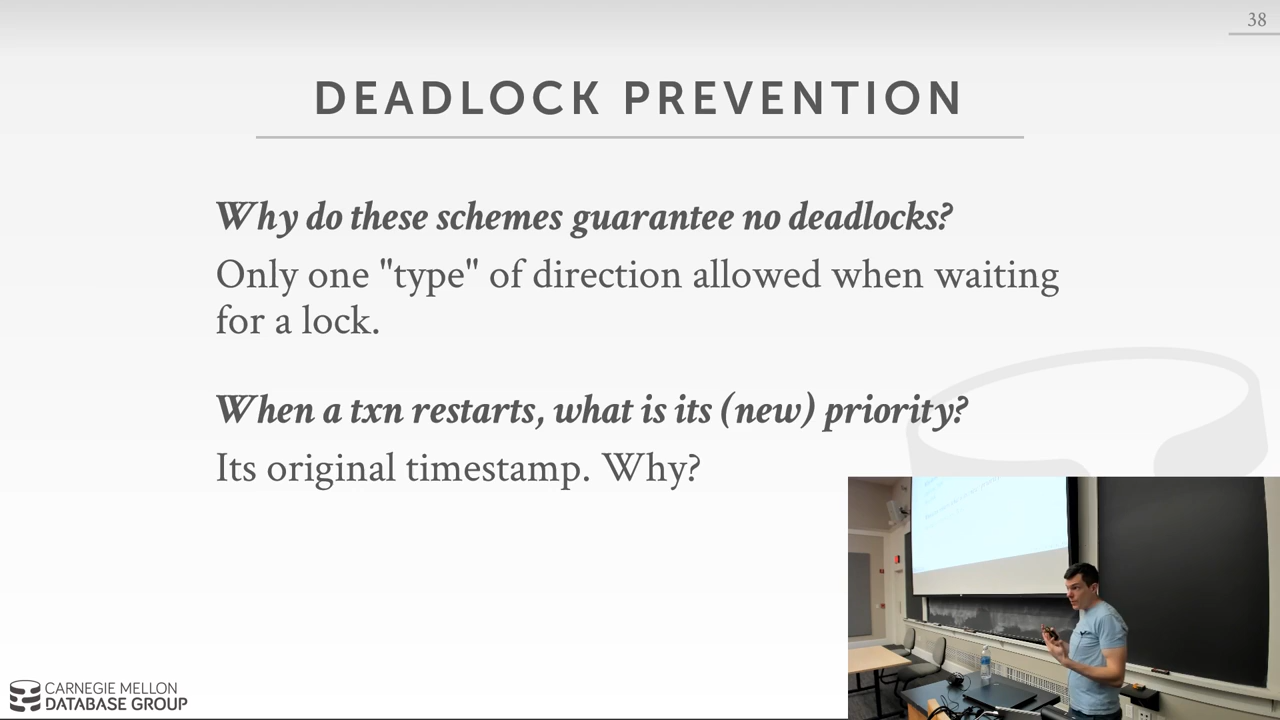 38
DEADLOCK PREVENTION
Why do these schemes guarantee no deadlocks?
Only one "type" of direction allowed when waiting
for a lock.
When a txn restarts, what is its (new) priority?
Its original timestamp. Why?
CARNEGIE MELLON
DATABASE GROUP